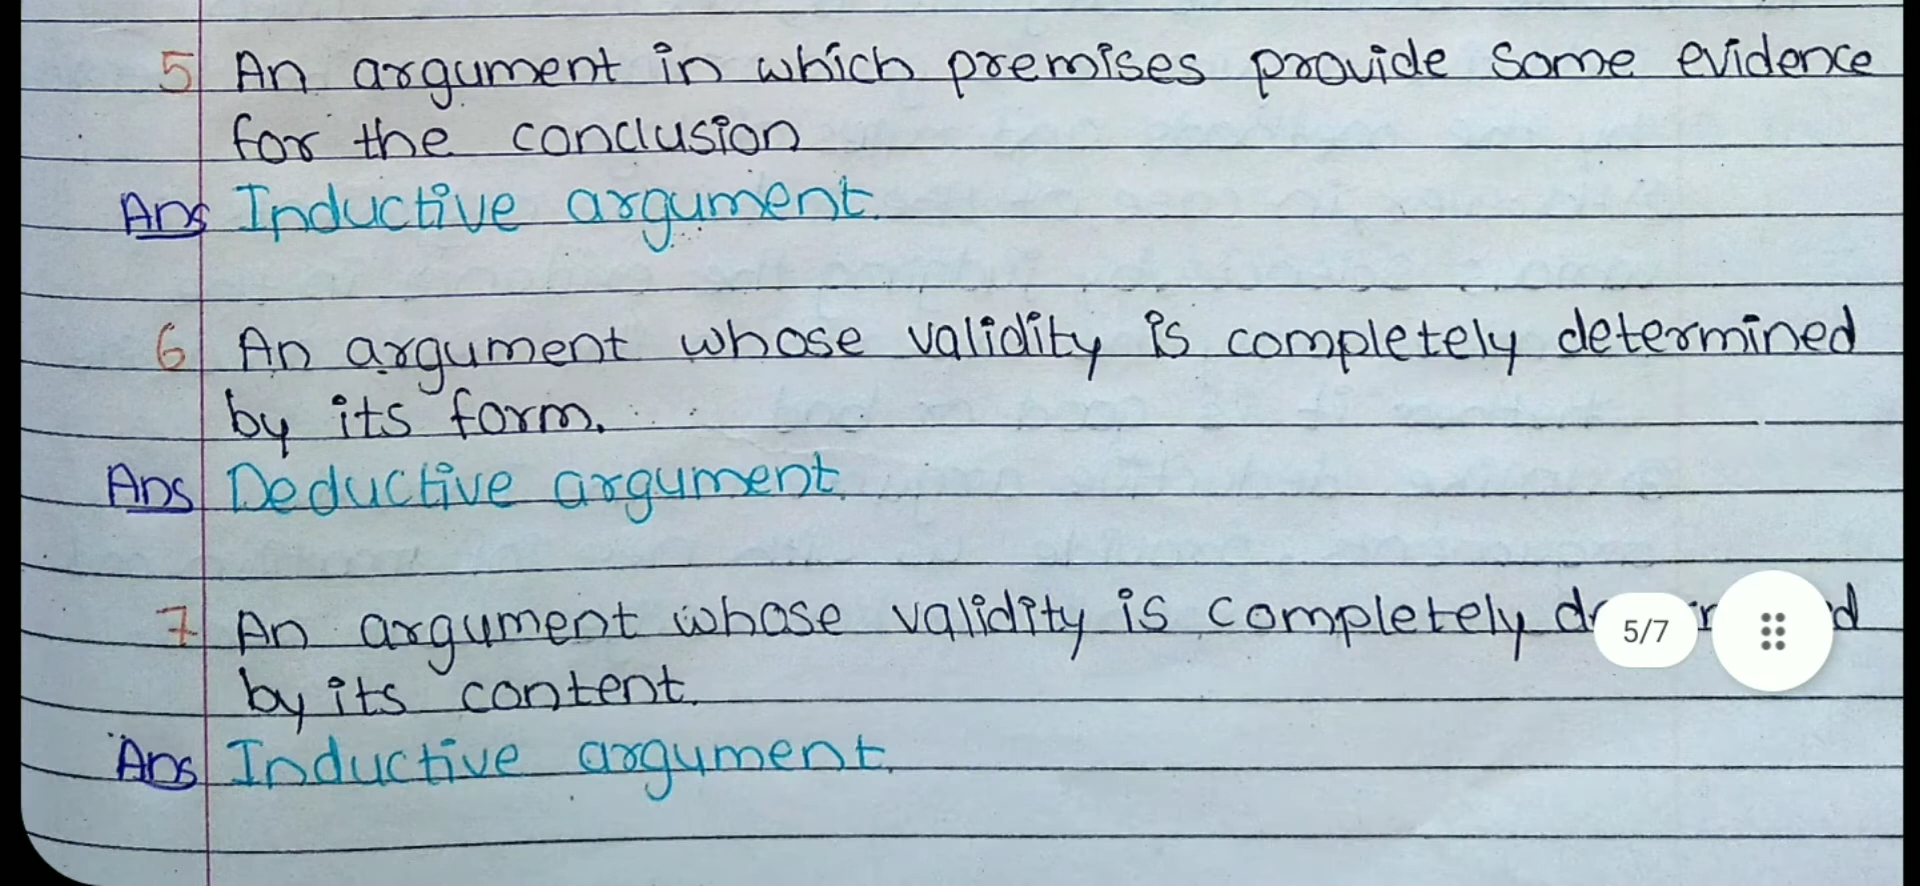 5 An argument in which premises provide some evidence
for the conclusion
Ans Inductive argument.
6 An argument whose validity is completely determined
by its form.
Ans Deductive argument.
7 An argument whose validity is completely
5/7
by its content.
Ans Inductive argument.